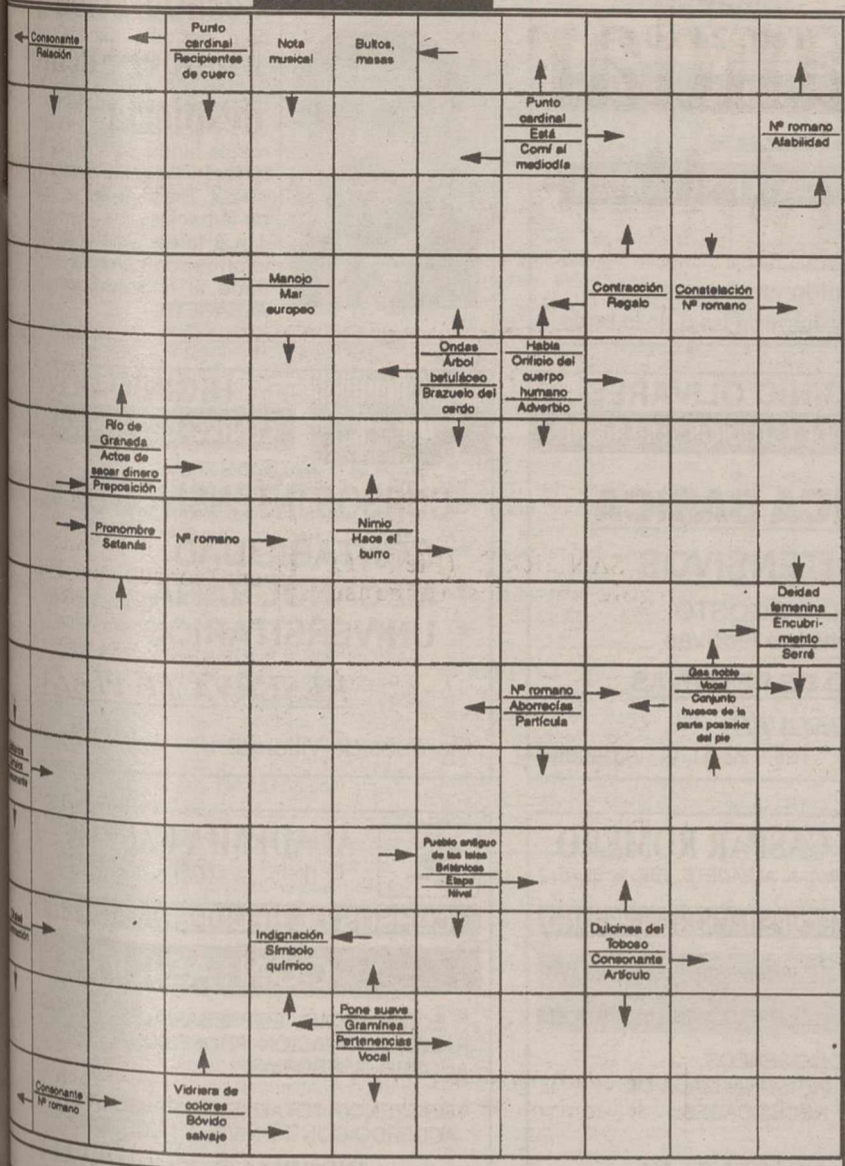 Consonante
Relación
Punto
cardinal
Recipientes
de cuero
Nota
musical
Bultos,
masas
Punto
cardinal
Está
Comí al
mediodía
Nº romano
Afabilidad
Manojo
Mar
europeo
Contracción
Regalo
Constelación
Nº romano
Ondas
Árbol
betuláceo
Brazuelo del
cerdo
Habla
Orificio del
cuerpo
humano
Adverbio
Río de
Granada
Actos de
sacar dinero
Preposición
Pronombre
Satanás
Nº romano
Nimio
Hace el
burro
Deidad
femenina
Encubri-
miento
Serré
Nº romano
Aborrecías
Partícula
Gas noble
Vocal
Conjunto
huesos de la
parte posterior
del pie
Pueblo antiguo
de las Islas
Británicas
Etapa
Nivel
Indignación
Símbolo
químico
Dulcinea del
Toboso
Consonante
Artículo
Pone suave
Gramínea
Pertenencias
Vocal
Consonante
Nº romano
Vidriera de
colores
Bóvido
salvaje